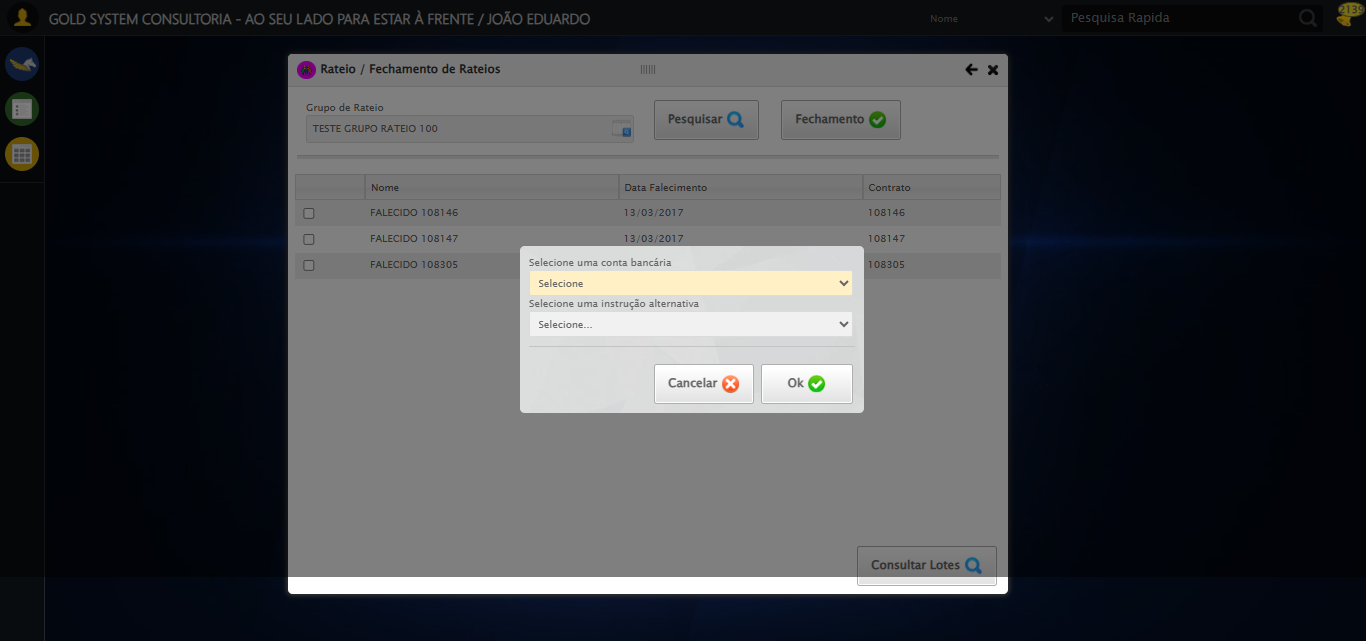 GOLD SYSTEM CONSULTORIA - AO SEU LADO PARA ESTAR À FRENTE / JOÃO EDUARDO
Nome
Pesquisa Rapida
2139
Rateio / Fechamento de Rateios
Grupo de Rateio
TESTE GRUPO RATEIO 100
Pesquisar
Fechamento
Nome Data Falecimento Contrato
FALECIDO 108146 13/03/2017 108146
FALECIDO 108147 13/03/2017 108147
FALECIDO 108305 108305
Selecione uma conta bancária
Selecione
Selecione uma instrução alternativa
Selecione...
Cancelar
Ok
Consultar Lotes